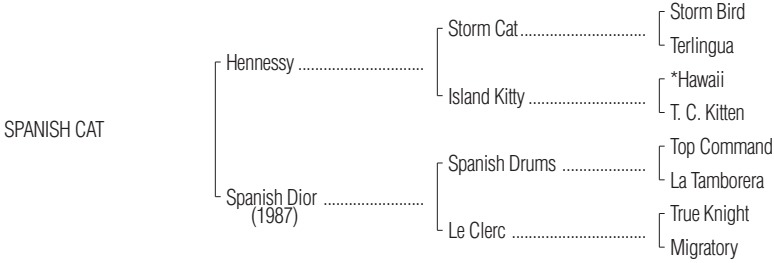 Storm Bird
Storm Cat..............................
Terlingua
Hennessy ..............................
*Hawaii
Island Kitty ............................
T. C. Kitten
SPANISH CAT
Top Command
Spanish Drums ....................
La Tamborera
Spanish Dior ........................
(1987)
True Knight
Le Clerc ................................
Migratory